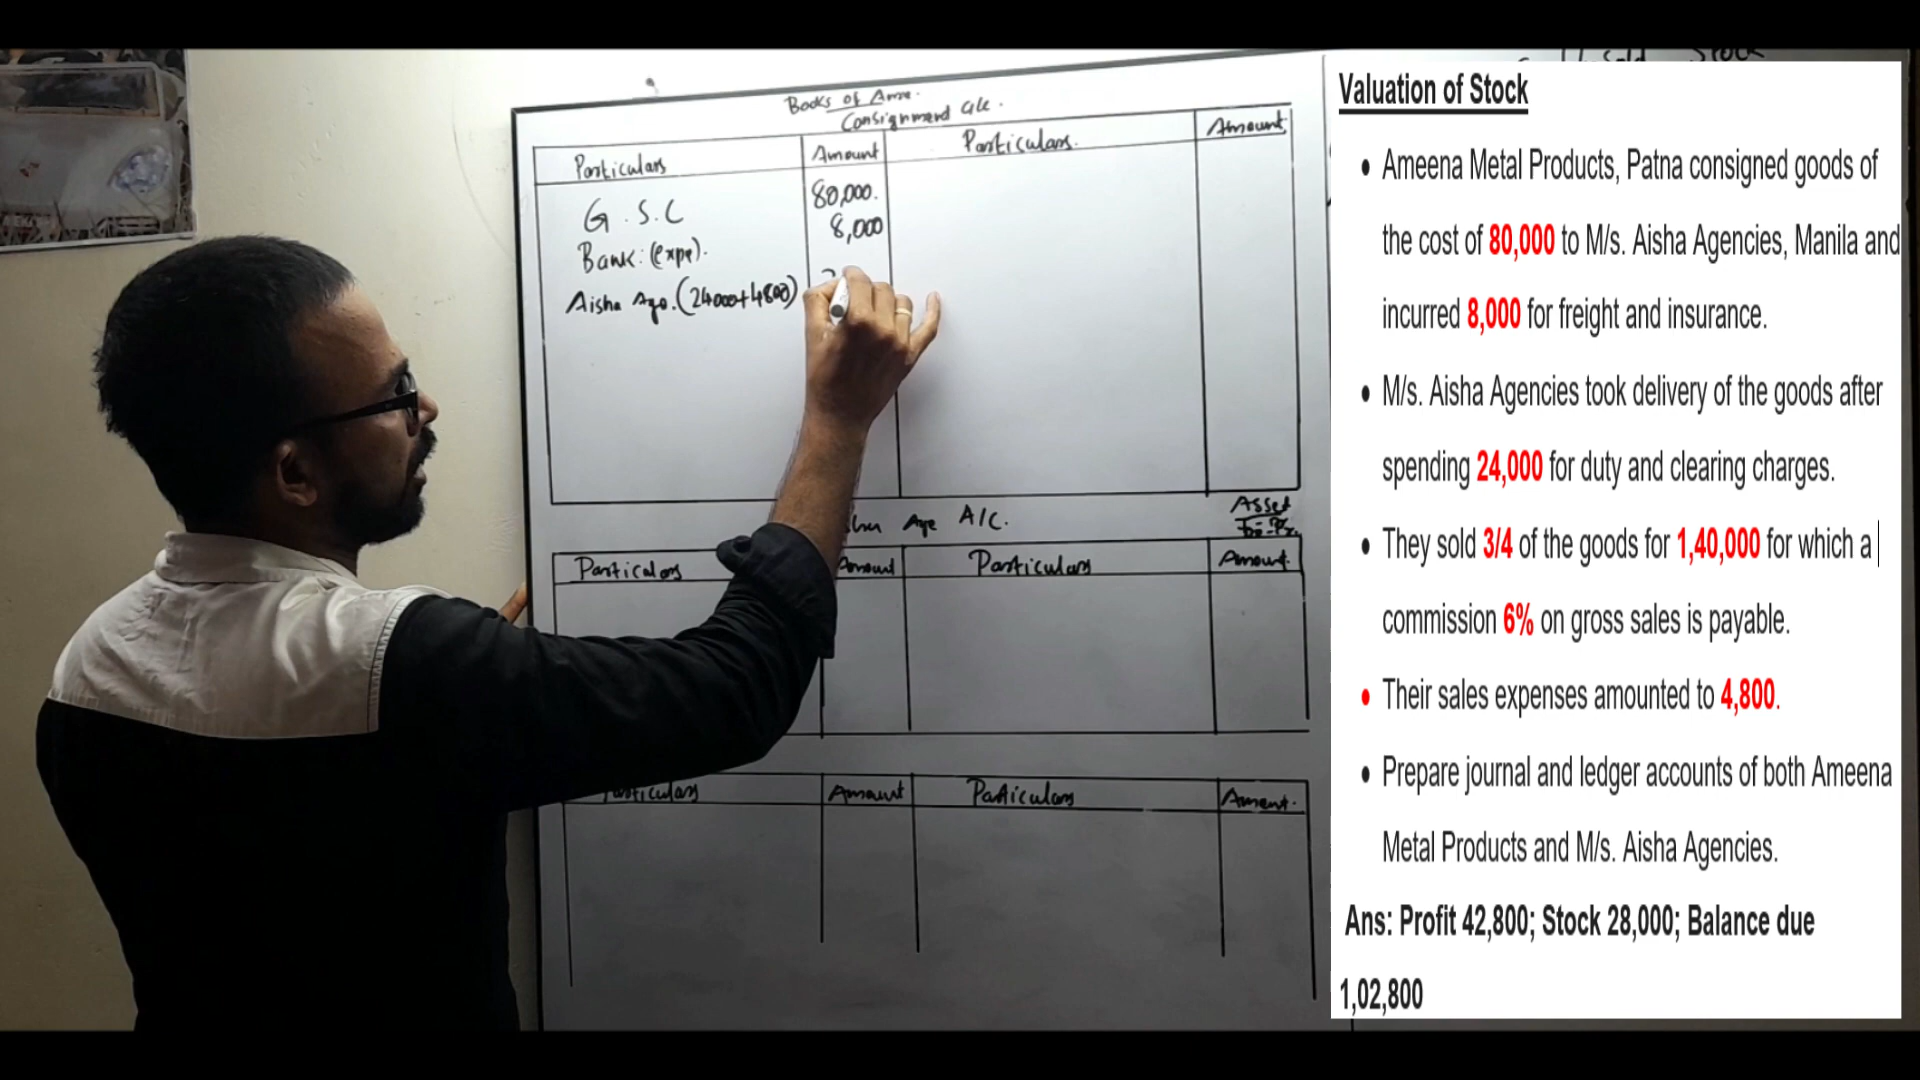 Books of Ame.
Consignment a/c.
Particulars
Amount
Particulars.
Amount
G.S.C
80,000.
Bank: (expe).
8,000
Aisha Age. (24000+4800)
Age A/C.
Asset
Particulars
Amount
Particulars
Amount.
Particulars
Amount
Particulars
Amount.
Stock
Valuation of Stock
• Ameena Metal Products, Patna consigned goods of
the cost of 80,000 to M/s. Aisha Agencies, Manila and
incurred 8,000 for freight and insurance.
• M/s. Aisha Agencies took delivery of the goods after
spending 24,000 for duty and clearing charges.
• They sold 3/4 of the goods for 1,40,000 for which a
commission 6% on gross sales is payable.
• Their sales expenses amounted to 4,800.
• Prepare journal and ledger accounts of both Ameena
Metal Products and M/s. Aisha Agencies.
Ans: Profit 42,800; Stock 28,000; Balance due
1,02,800